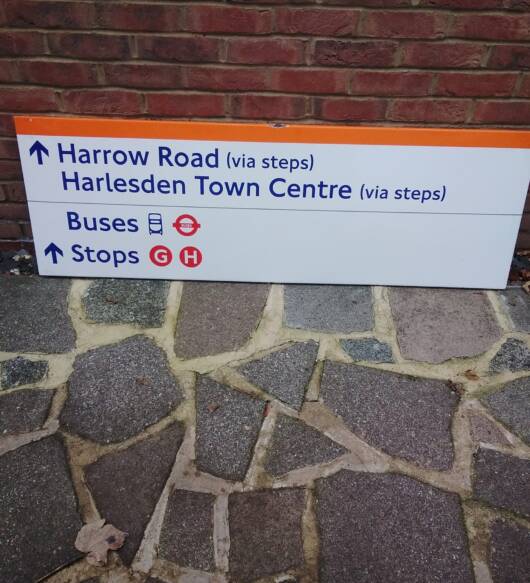 Harrow Road (via steps)
Harlesden Town Centre (via steps)
Buses
Stops G H